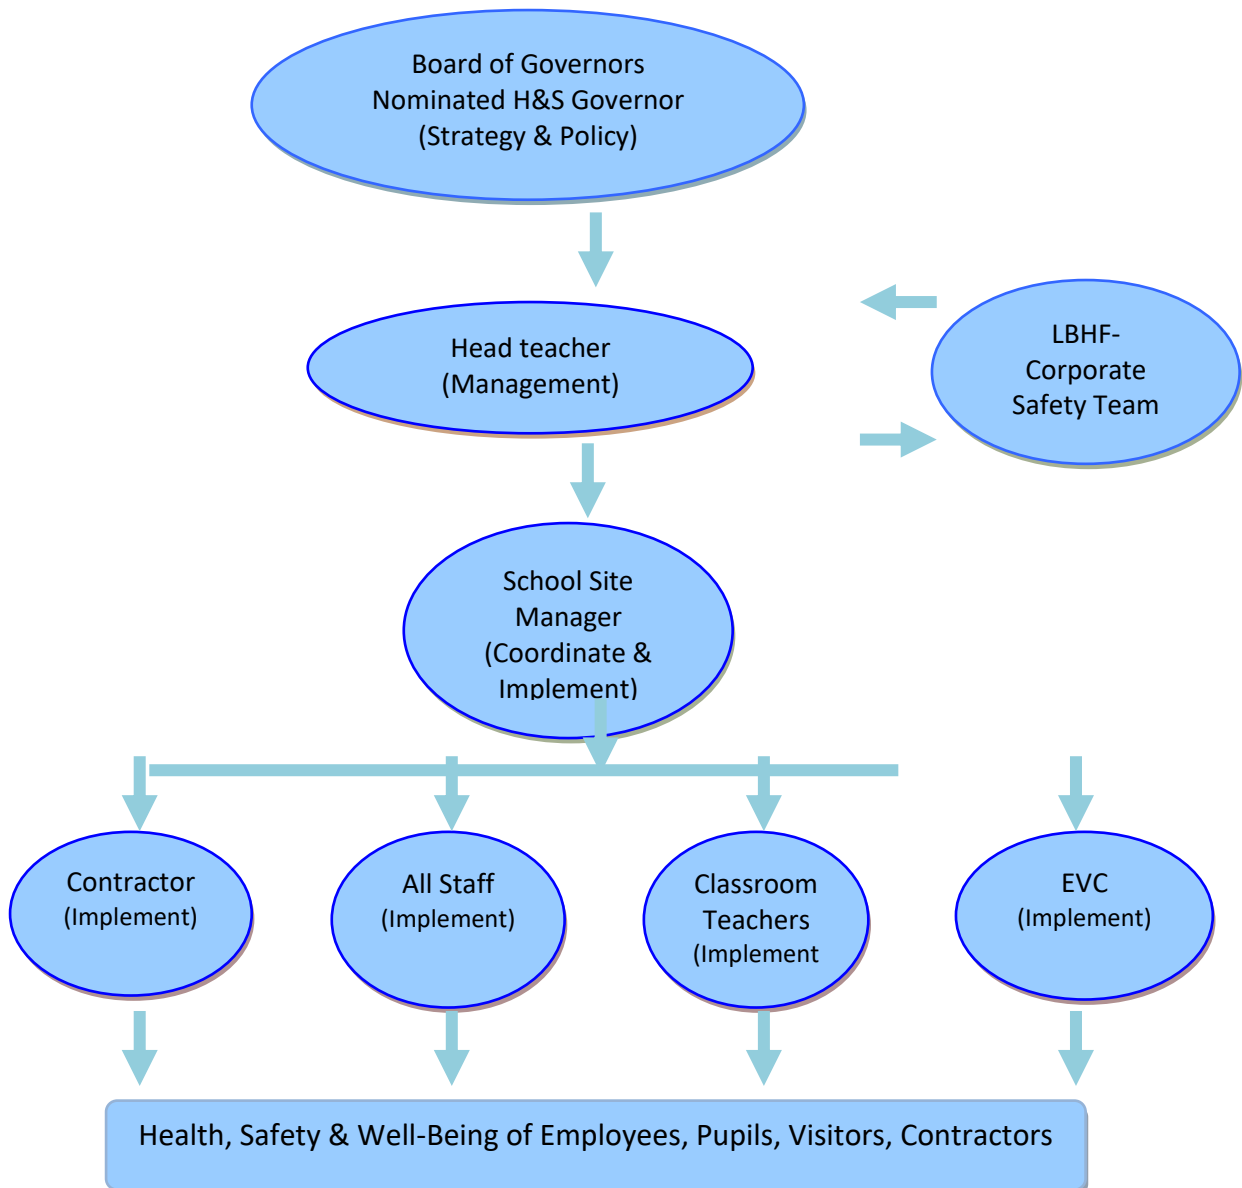 Board of Governors
Nominated H&S Governor
(Strategy & Policy)
Head teacher
(Management)
LBHF-
Corporate
Safety Team
School Site
Manager
(Coordinate &
Implement)
Contractor
(Implement)
All Staff
(Implement)
Classroom
Teachers
(Implement
EVC
(Implement)
Health, Safety & Well-Being of Employees, Pupils, Visitors, Contractors